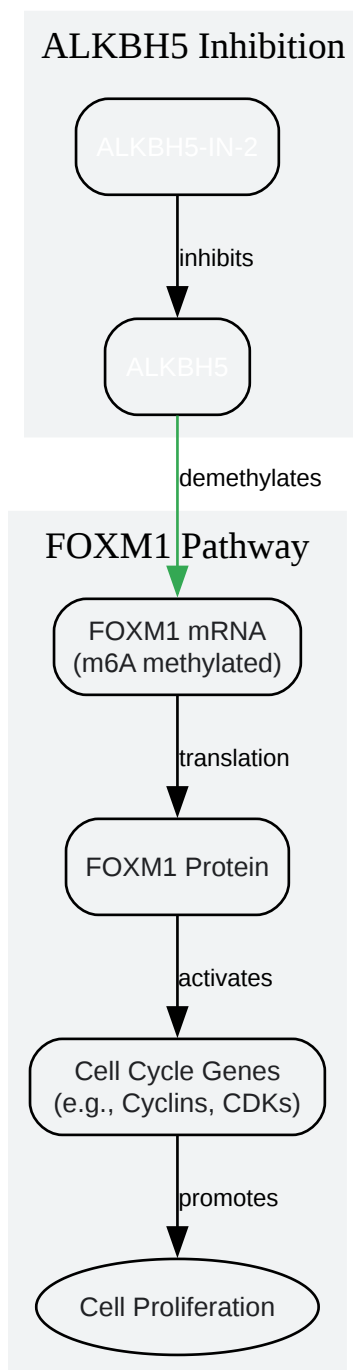 ALKBH5 Inhibition
ALKBH5-IN-2
inhibits
ALKBH5
demethylates
FOXM1 Pathway
FOXM1 mRNA
(m6A methylated)
translation
FOXM1 Protein
activates
Cell Cycle Genes
(e.g., Cyclins, CDKs)
promotes
Cell Proliferation